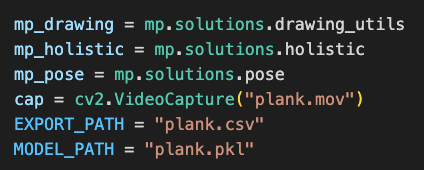 mp_drawing = mp.solutions.drawing_utils
mp_holistic = mp.solutions.holistic
mp_pose = mp.solutions.pose
cap = cv2.VideoCapture("plank.mov")
EXPORT_PATH = "plank.csv"
MODEL_PATH = "plank.pkl"